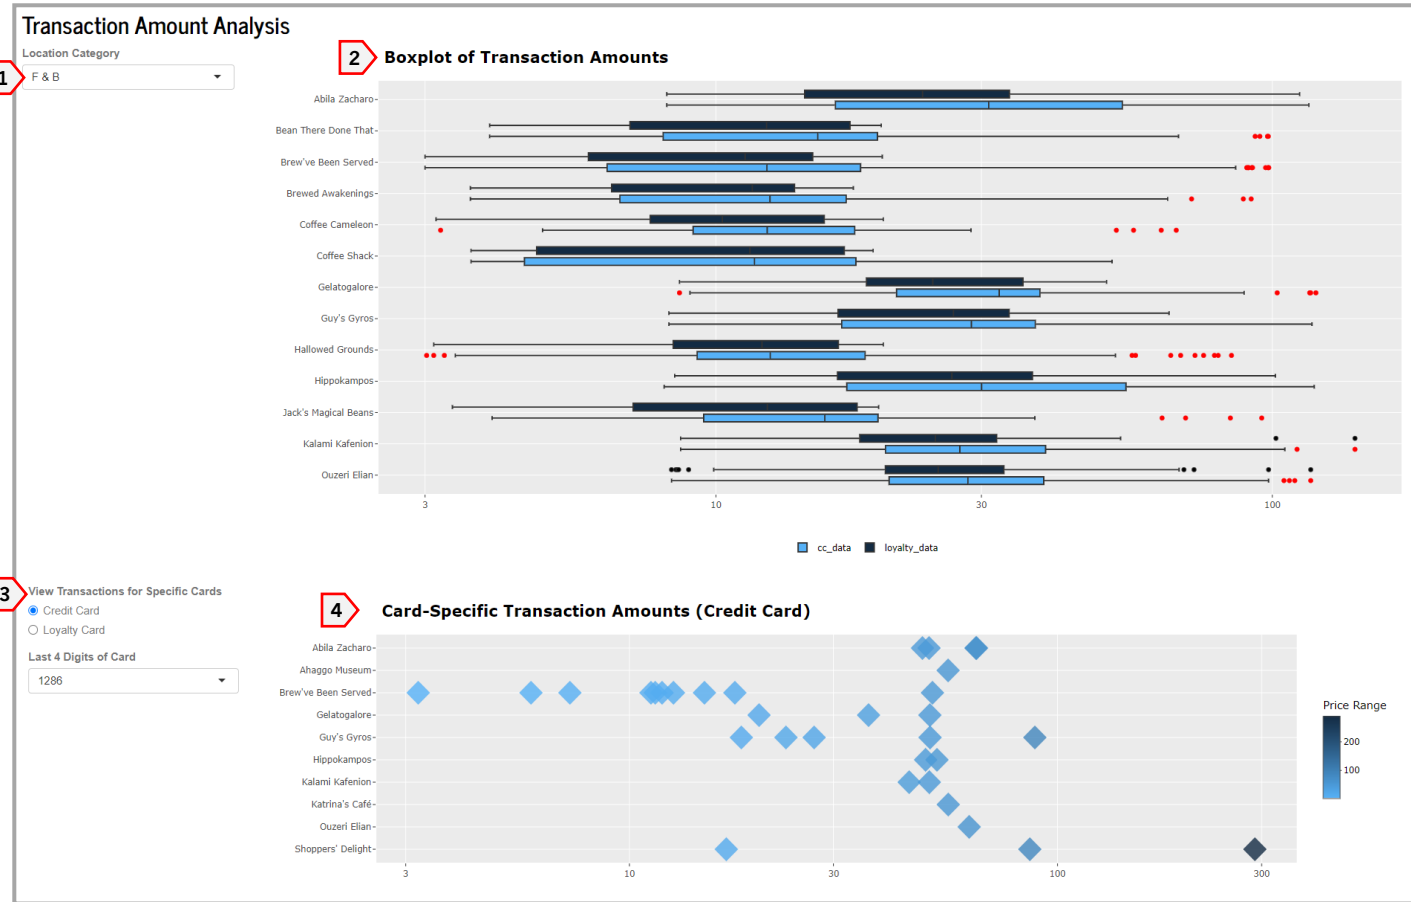 Transaction Amount Analysis
Location Category
1
F & B
2
Boxplot of Transaction Amounts
Abila Zacharo
Bean There Done That
Brew've Been Served
Brewed Awakenings
Coffee Cameleon
Coffee Shack
Gelatogalore
Guy's Gyros
Hallowed Grounds
Hippokampos
Jack's Magical Beans
Kalami Kafenion
Ouzeri Elian
3 10 30 100
cc_data loyalty_data
3
View Transactions for Specific Cards
Credit Card
Loyalty Card
Last 4 Digits of Card
1286
4
Card-Specific Transaction Amounts (Credit Card)
Abila Zacharo
Ahaggo Museum
Brew've Been Served
Gelatogalore
Guy's Gyros
Hippokampos
Kalami Kafenion
Katrina's Café
Ouzeri Elian
Shoppers' Delight
3 10 30 100 300
Price Range
200
100